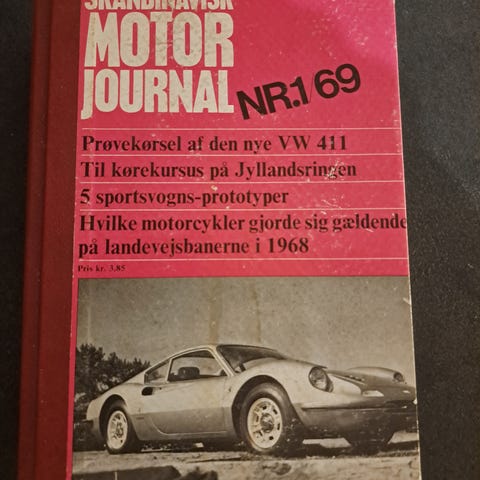 SKANDINAVISK
MOTOR
JOURNAL
NR.1/69
Prøvekørsel af den nye VW 411
Til kørekursus på Jyllandsringen
5 sportsvogns-prototyper
Hvilke motorcykler gjorde sig gældende
på landevejsbanerne i 1968
Pris kr. 3,85